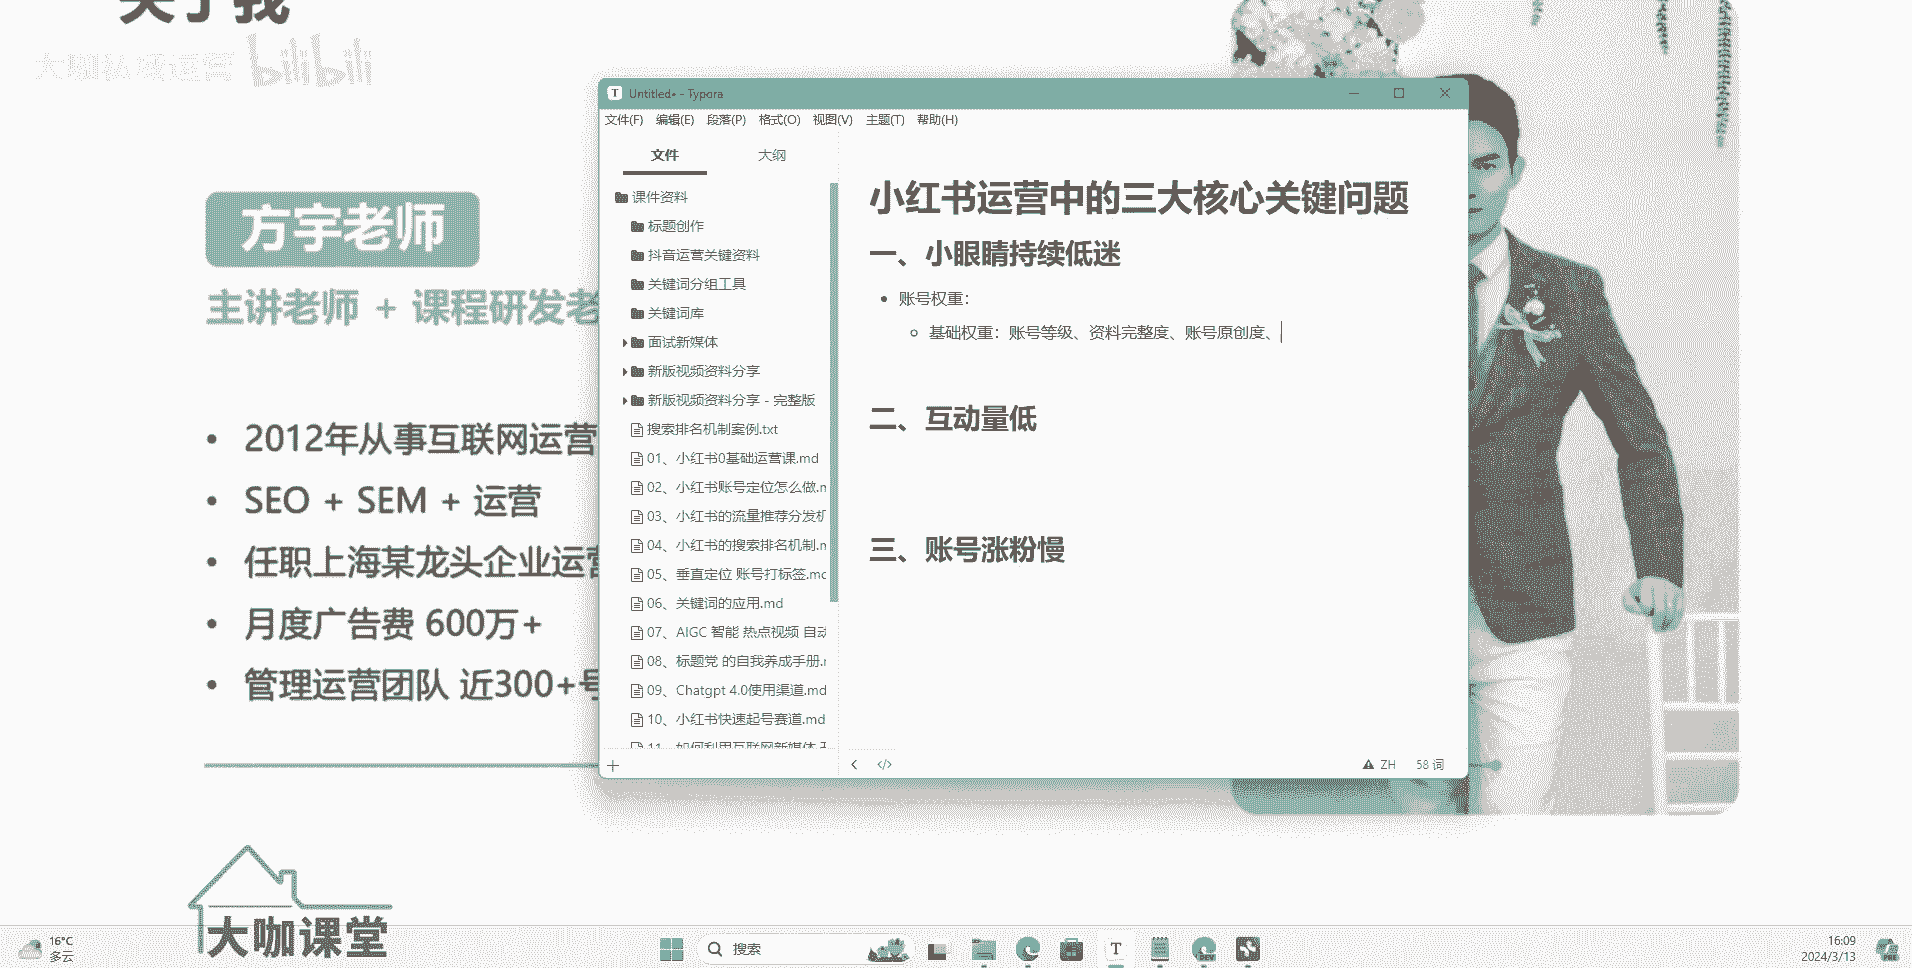 关于我
大咖私域运营 bilibili
方宇老师
主讲老师 + 课程研发老
2012年从事互联网运营
SEO + SEM + 运营
任职上海某龙头企业运营
月度广告费 600万+
管理运营团队 近300+号
大咖课堂
Untitled• - Typora
文件(F) 编辑(E) 段落(P) 格式(O) 视图(V) 主题(T) 帮助(H)
文件 大纲
课件资料
标题创作
抖音运营关键资料
关键词分组工具
关键词库
面试新媒体
新版视频资料分享
新版视频资料分享 - 完整版
搜索排名机制案例.txt
01、小红书0基础运营课.md
02、小红书账号定位怎么做.m
03、小红书的流量推荐分发机
04、小红书的搜索排名机制.m
05、垂直定位 账号打标签.mc
06、关键词的应用.md
07、AIGC 智能 热点视频 自动
08、标题党 的自我养成手册.r
09、Chatgpt 4.0使用渠道.md
10、小红书快速起号赛道.md
11、如何利用互联网新媒体
小红书运营中的三大核心关键问题
一、小眼睛持续低迷
账号权重：
基础权重：账号等级、资料完整度、账号原创度、
二、互动量低
三、账号涨粉慢
ZH 58 词
16°C
多云
搜索
16:09
2024/3/13